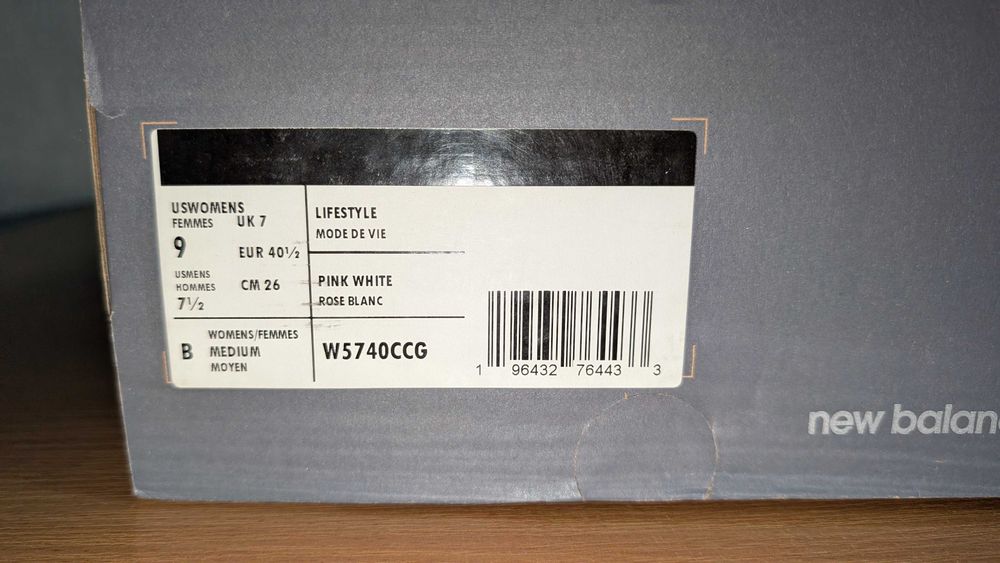 USWOMENS
FEMMES
9
USMENS
HOMMES
7½
UK 7
EUR 40½
CM 26
LIFESTYLE
MODE DE VIE
PINK WHITE
ROSE BLANC
B
WOMENS/FEMMES
MEDIUM
MOYEN
W5740CCG
1 96432 76443 3
new balan